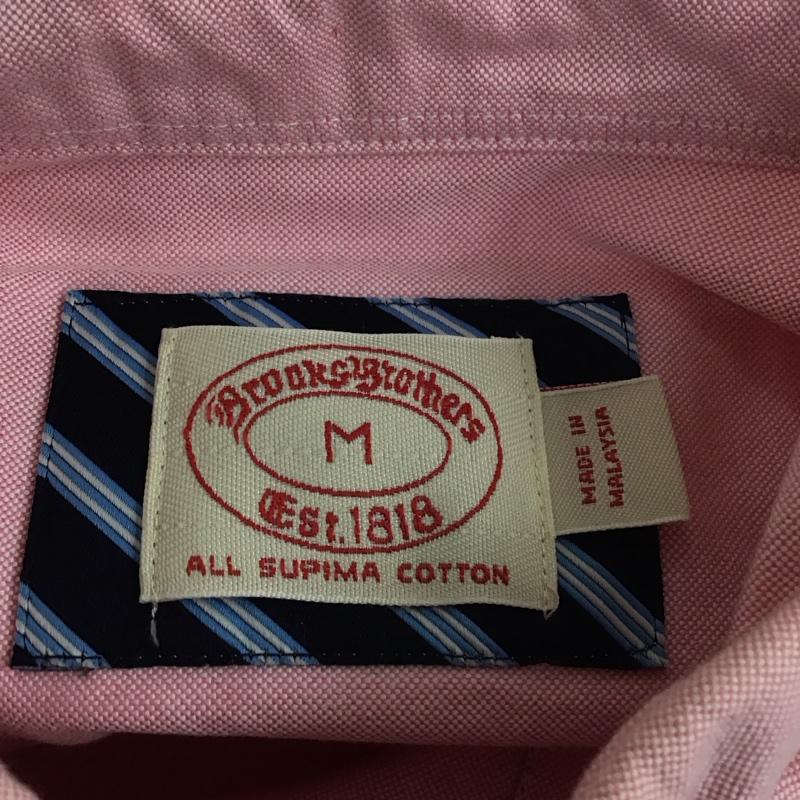 Brooks Brothers
M
Est. 1818
ALL SUPIMA COTTON
MADE IN
MALAYSIA